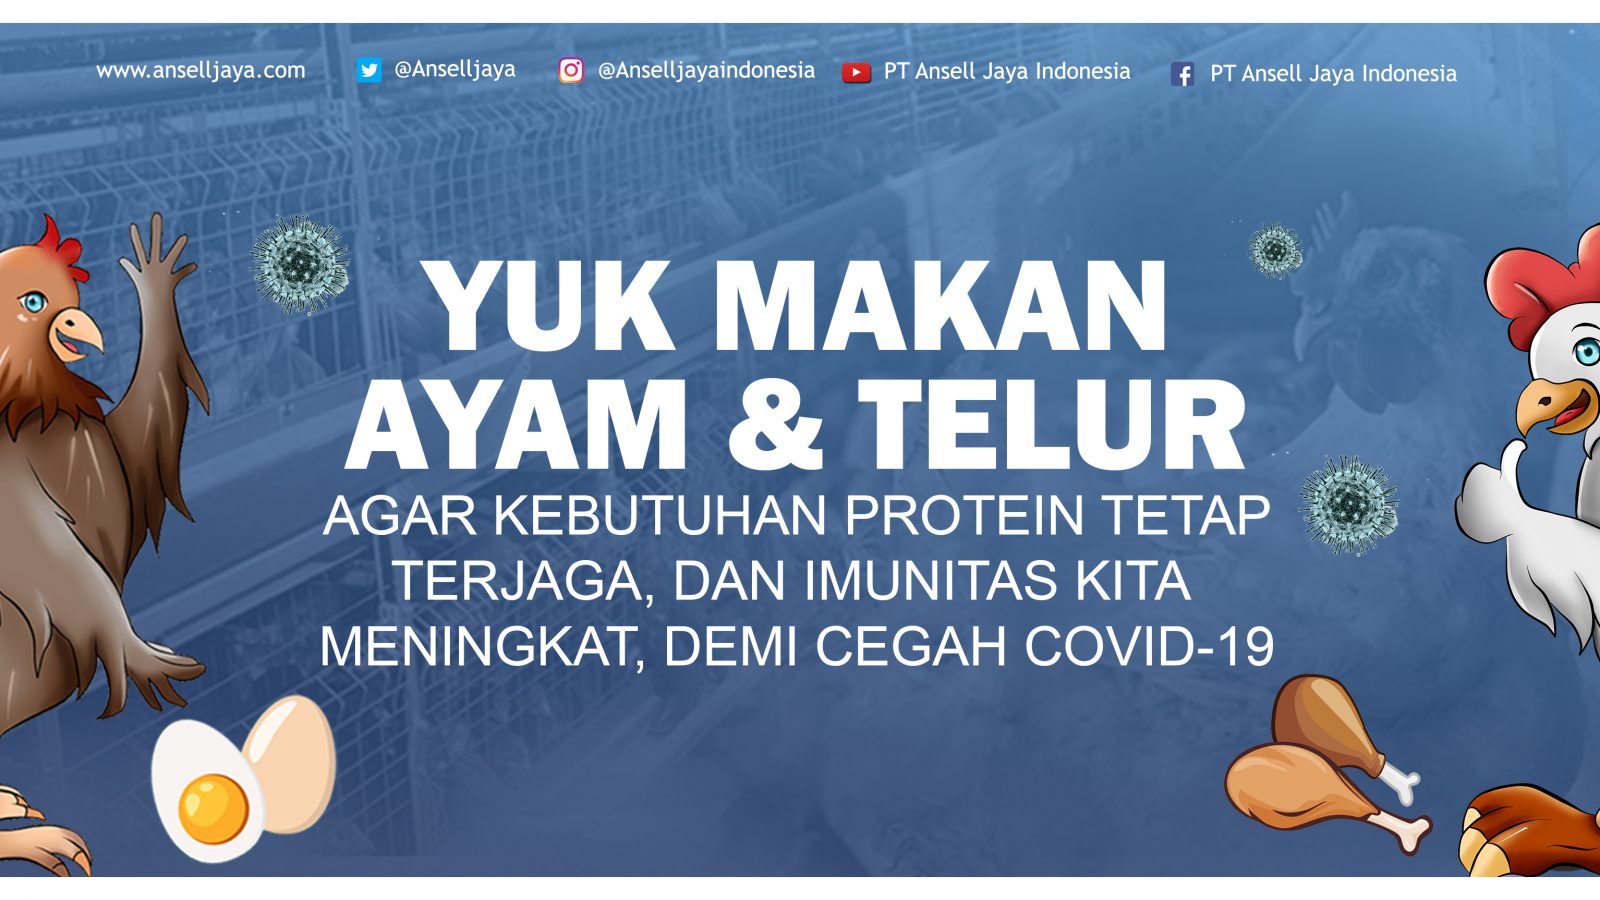 www.anselljaya.com @Anselljaya @Anselljayaindonesia PT Ansell Jaya Indonesia PT Ansell Jaya Indonesia
YUK MAKAN
AYAM & TELUR
AGAR KEBUTUHAN PROTEIN TETAP
TERJAGA, DAN IMUNITAS KITA
MENINGKAT, DEMI CEGAH COVID-19